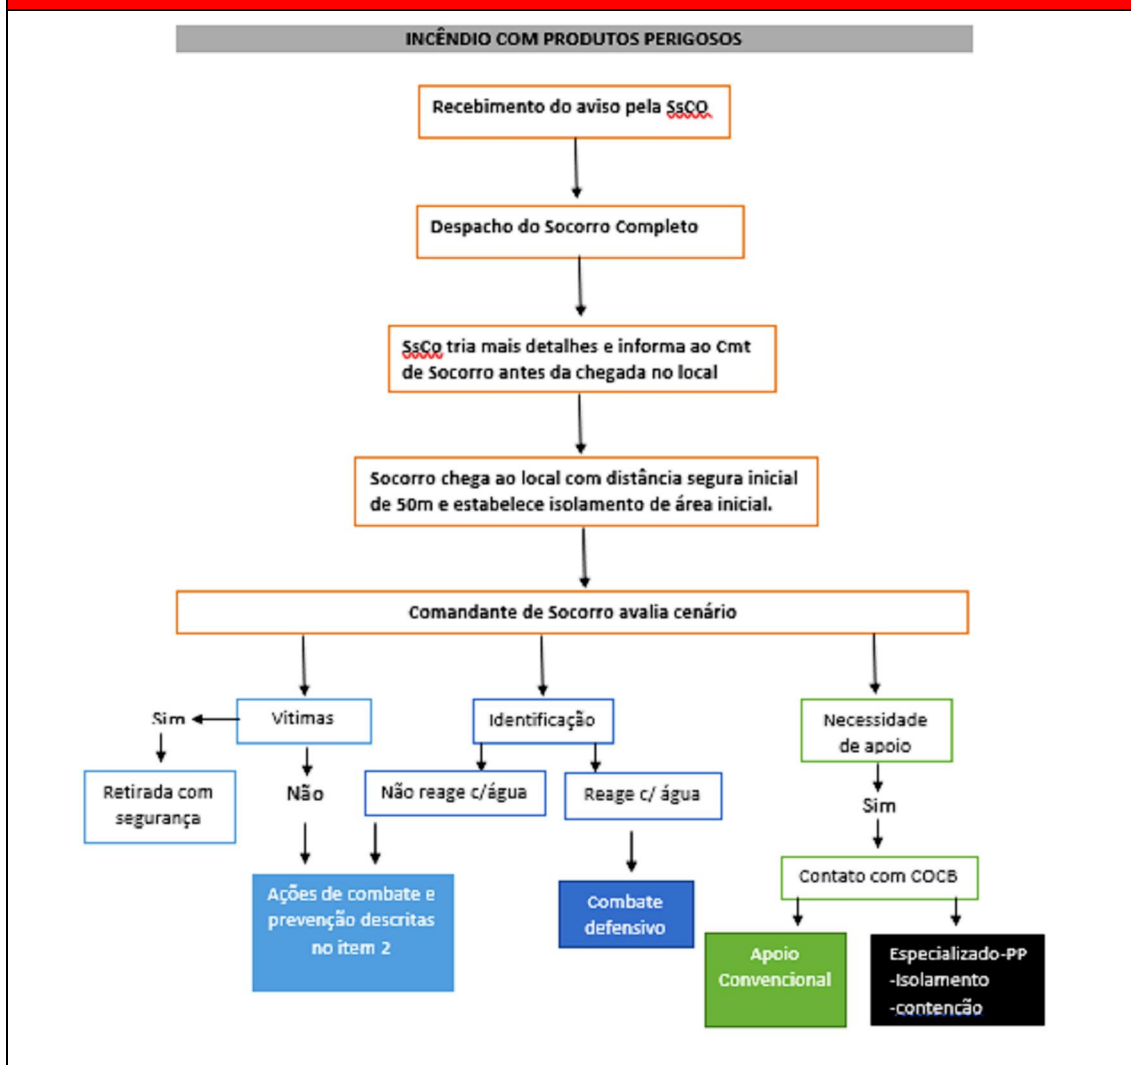 INCÊNDIO COM PRODUTOS PERIGOSOS
Recebimento do aviso pela SsCO
Despacho do Socorro Completo
SsCo tria mais detalhes e informa ao Cmt
de Socorro antes da chegada no local
Socorro chega ao local com distância segura inicial
de 50m e estabelece isolamento de área inicial.
Comandante de Socorro avalia cenário
Sim
Vítimas
Identificação
Necessidade
de apoio
Retirada com
segurança
Não
Não reage c/água
Reage c/ água
Sim
Ações de combate e
prevenção descritas
no item 2
Combate
defensivo
Contato com COCB
Apoio
Convencional
Especializado-PP
-Isolamento
-contenção